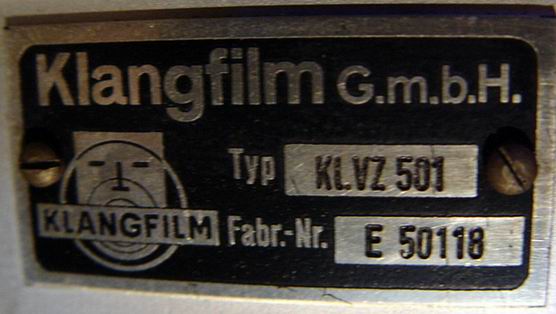 Klangfilm G.m.b.H.
Typ KL.VZ 501
KLANGFILM
Fabr.-Nr. E 50118